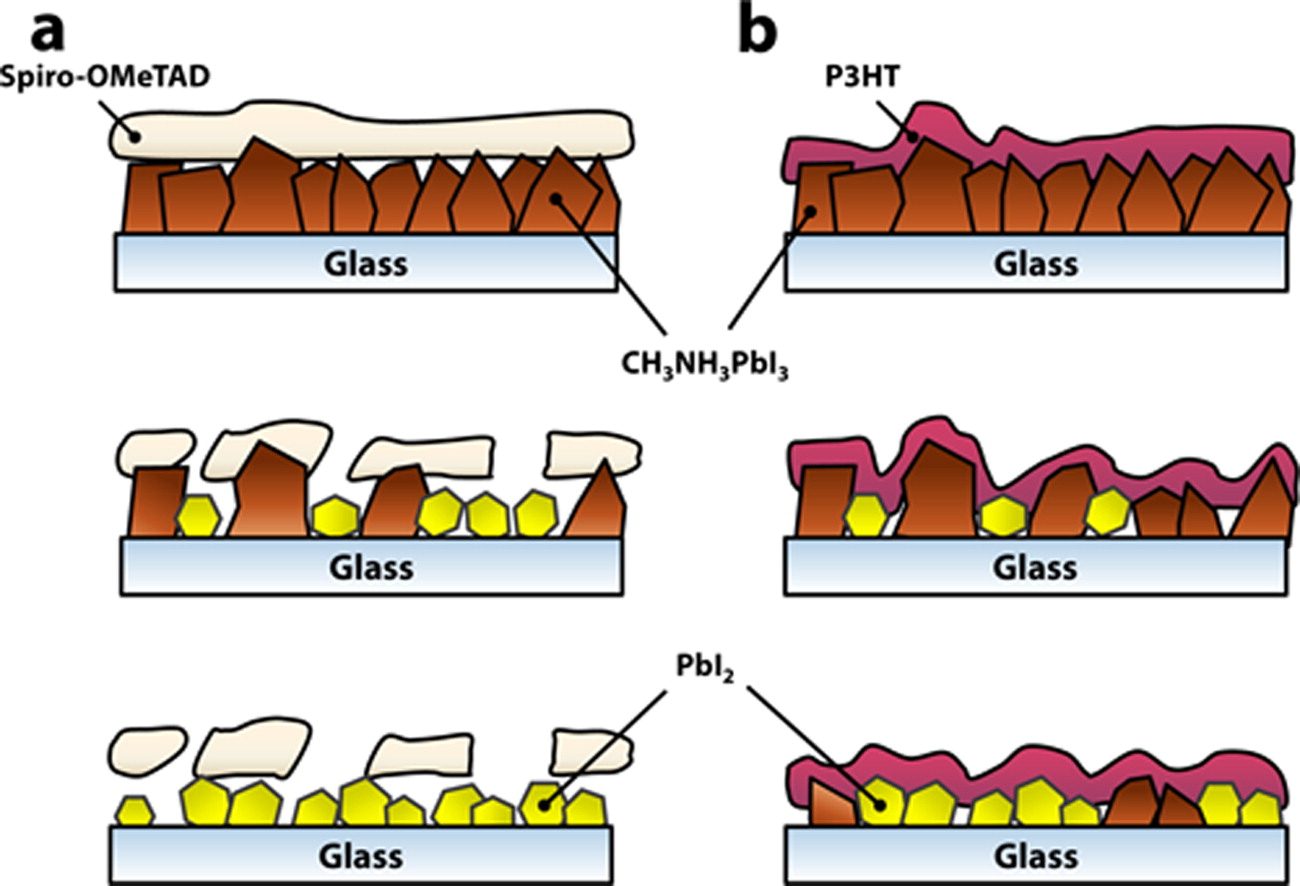 a
b
Spiro-OMeTAD
P3HT
Glass
Glass
CH₃NH₃PbI₃
Glass
Glass
PbI₂
Glass
Glass